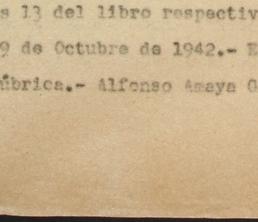 s 13 del libro respectiv
9 de Octubre de 1942.- E
úbrica.- Alfonso Amaya G